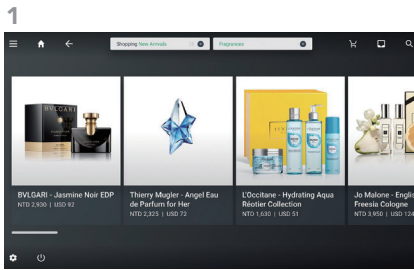 1
Shopping New Arrivals
Fragrances
BVLGARI
BVLGARI - Jasmine Noir EDP
NTD 2,930 | USD 92
Thierry Mugler - Angel Eau
de Parfum for Her
NTD 2,325 | USD 72
L'Occitane - Hydrating Aqua
Réotier Collection
NTD 1,630 | USD 51
Jo Malone - Englis
Freesia Cologne
NTD 3,950 | USD 124